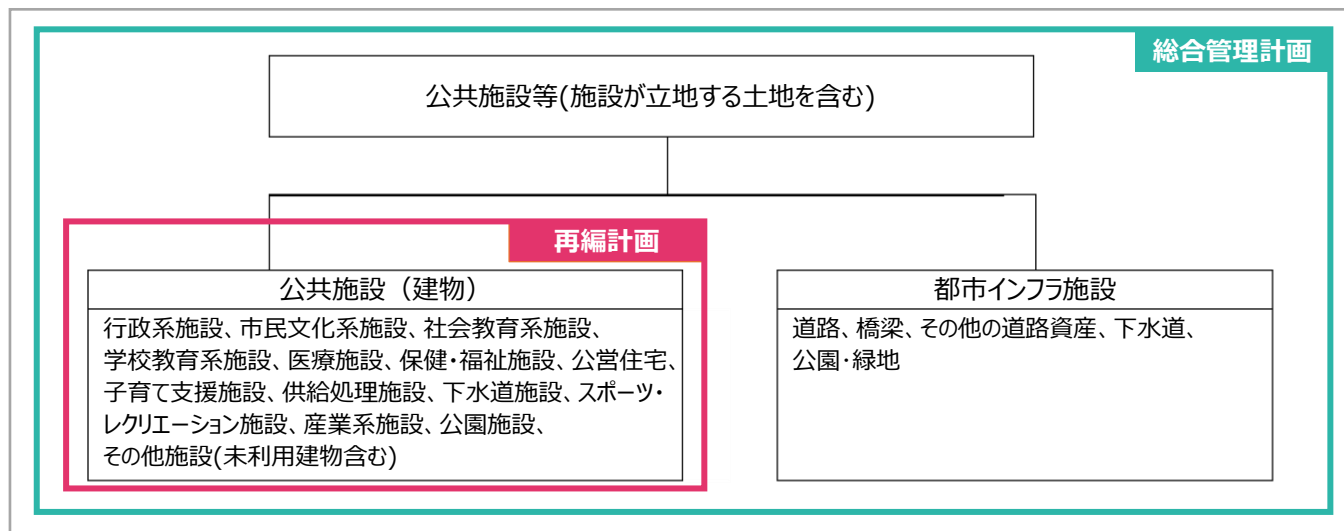 総合管理計画
公共施設等(施設が立地する土地を含む)
再編計画
公共施設（建物）
行政系施設、市民文化系施設、社会教育系施設、
学校教育系施設、医療施設、保健・福祉施設、公営住宅、
子育て支援施設、供給処理施設、下水道施設、スポーツ・
レクリエーション施設、産業系施設、公園施設、
その他施設(未利用建物含む)
都市インフラ施設
道路、橋梁、その他の道路資産、下水道、
公園・緑地